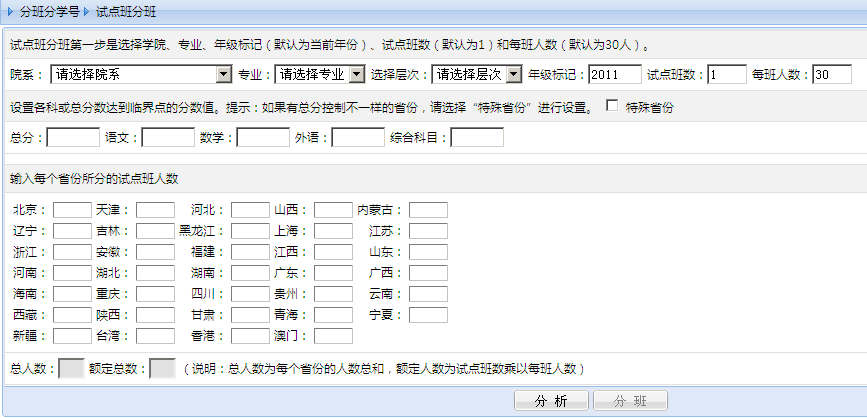 分班分学号 试点班分班
试点班分班第一步是选择学院、专业、年级标记（默认为当前年份）、试点班数（默认为1）和每班人数（默认为30人）。
院系： 请选择院系 专业： 请选择专业 选择层次： 请选择层次 年级标记： 2011 试点班数： 1 每班人数： 30
设置各科或总分数达到临界点的分数值。提示：如果有总分控制不一样的省份，请选择“特殊省份”进行设置。 特殊省份
总分： 语文： 数学： 外语： 综合科目：
输入每个省份所分的试点班人数
北京： 天津： 河北： 山西： 内蒙古：
辽宁： 吉林： 黑龙江： 上海： 江苏：
浙江： 安徽： 福建： 江西： 山东：
河南： 湖北： 湖南： 广东： 广西：
海南： 重庆： 四川： 贵州： 云南：
西藏： 陕西： 甘肃： 青海： 宁夏：
新疆： 台湾： 香港： 澳门：
总人数： 额定总数： （说明：总人数为每个省份的人数总和，额定人数为试点班数乘以每班人数）
分 析 分 班